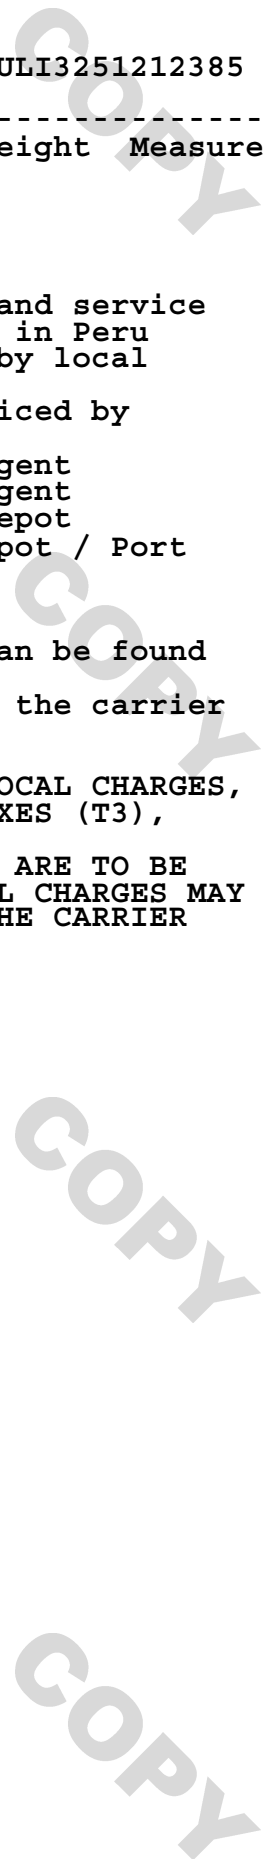 ULI3251212385
--------------
eight  Measure
and service
in Peru
by local
iced by
gent
gent
epot
pot / Port
an be found
the carrier
OCAL CHARGES,
XES (T3),
ARE TO BE
L CHARGES MAY
HE CARRIER
COPY
COPY
COPY
COPY